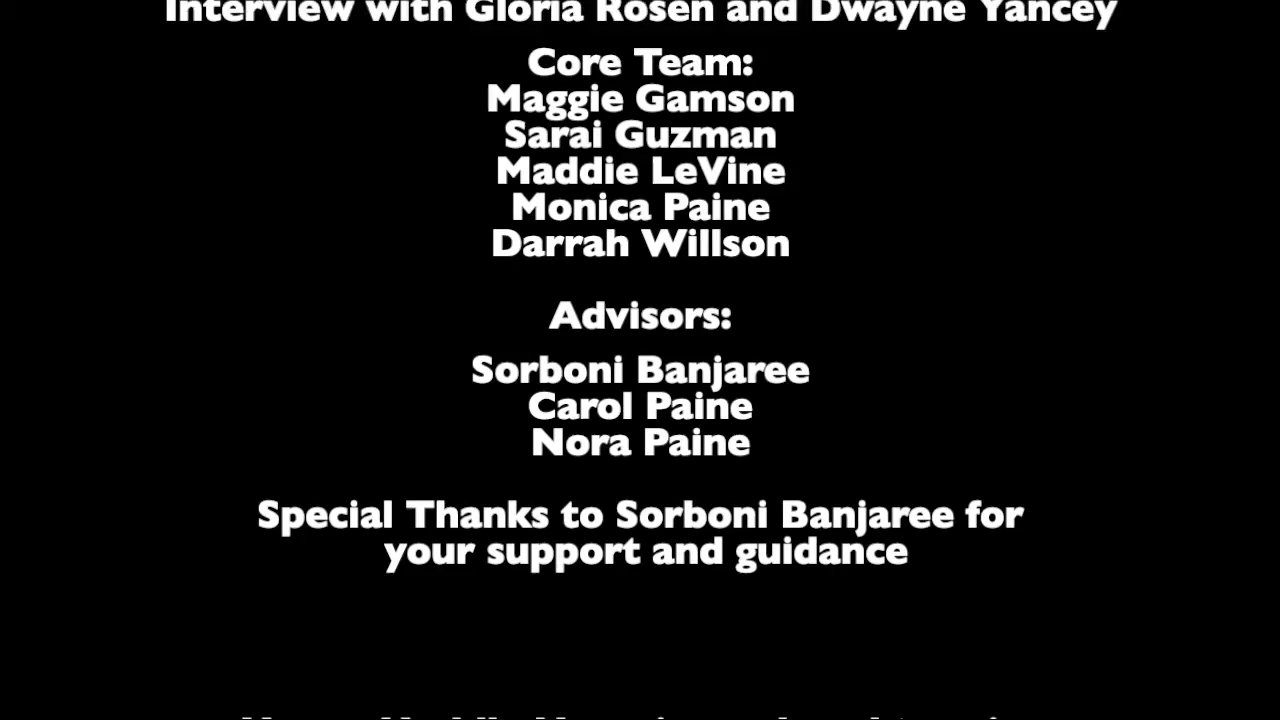 Interview with Gloria Rosen and Dwayne Yancey
Core Team:
Maggie Gamson
Sarai Guzman
Maddie LeVine
Monica Paine
Darrah Willson
Advisors:
Sorboni Banjaree
Carol Paine
Nora Paine
Special Thanks to Sorboni Banjaree for
your support and guidance